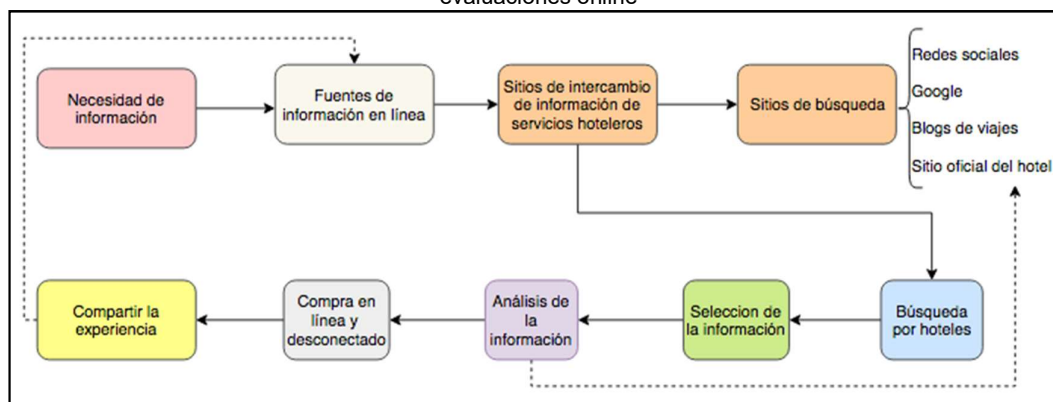 evaluaciones online
Necesidad de
información
Fuentes de
información en línea
Sitios de intercambio
de información de
servicios hoteleros
Sitios de búsqueda
Redes sociales
Google
Blogs de viajes
Sitio oficial del hotel
Compartir la
experiencia
Compra en
línea y
desconectado
Análisis de
la
información
Seleccion de
la información
Búsqueda
por hoteles